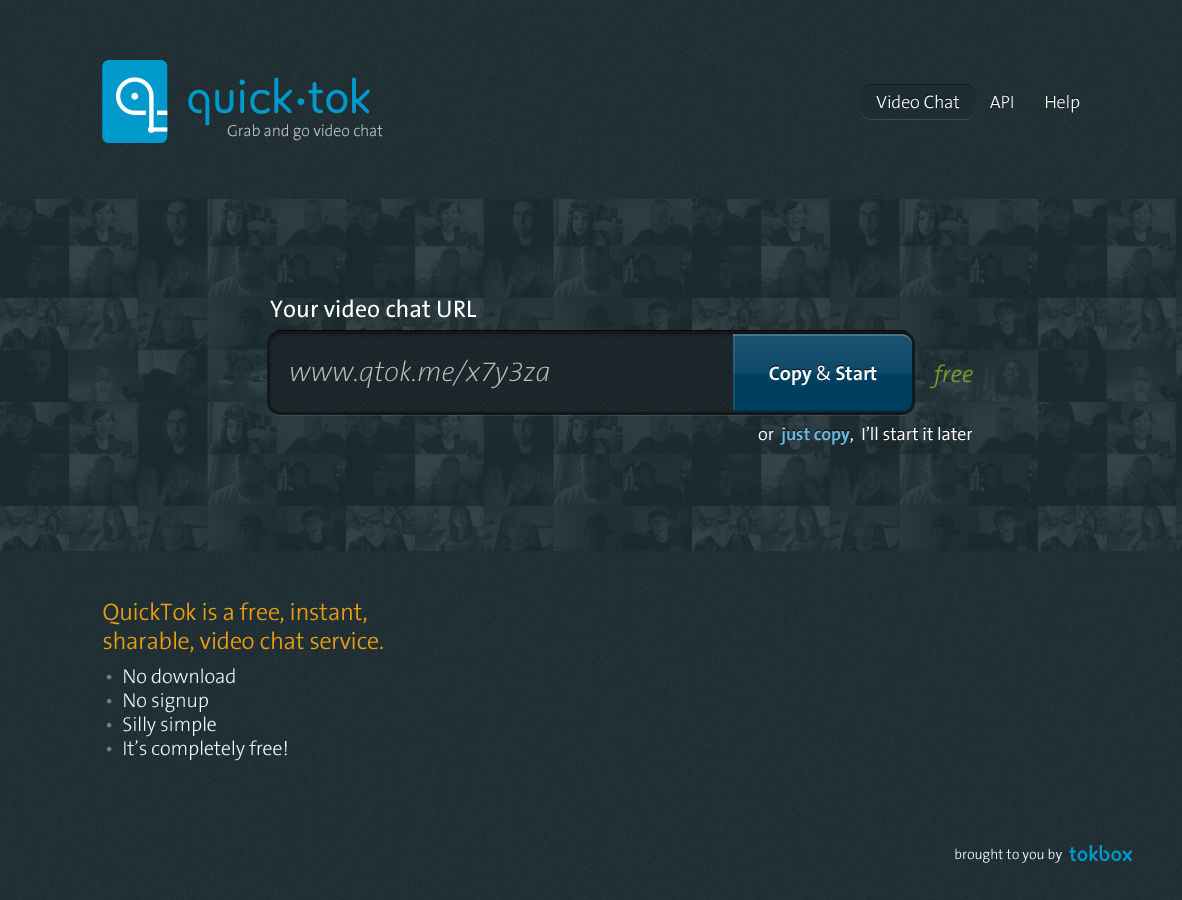 quick·tok
Grab and go video chat
Video Chat API Help
Your video chat URL
www.qtok.me/x7y3za
Copy & Start
free
or just copy, I'll start it later
QuickTok is a free, instant,
sharable, video chat service.
• No download
• No signup
• Silly simple
• It's completely free!
brought to you by tokbox